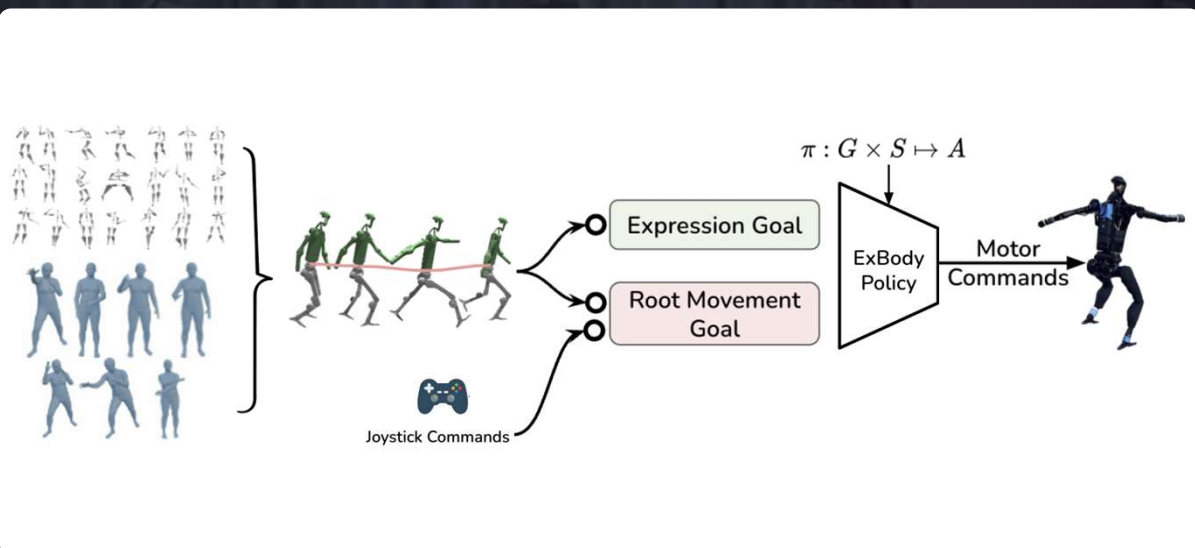 π : G × S ↦ A
Expression Goal
Root Movement
Goal
ExBody
Policy
Motor
Commands
Joystick Commands